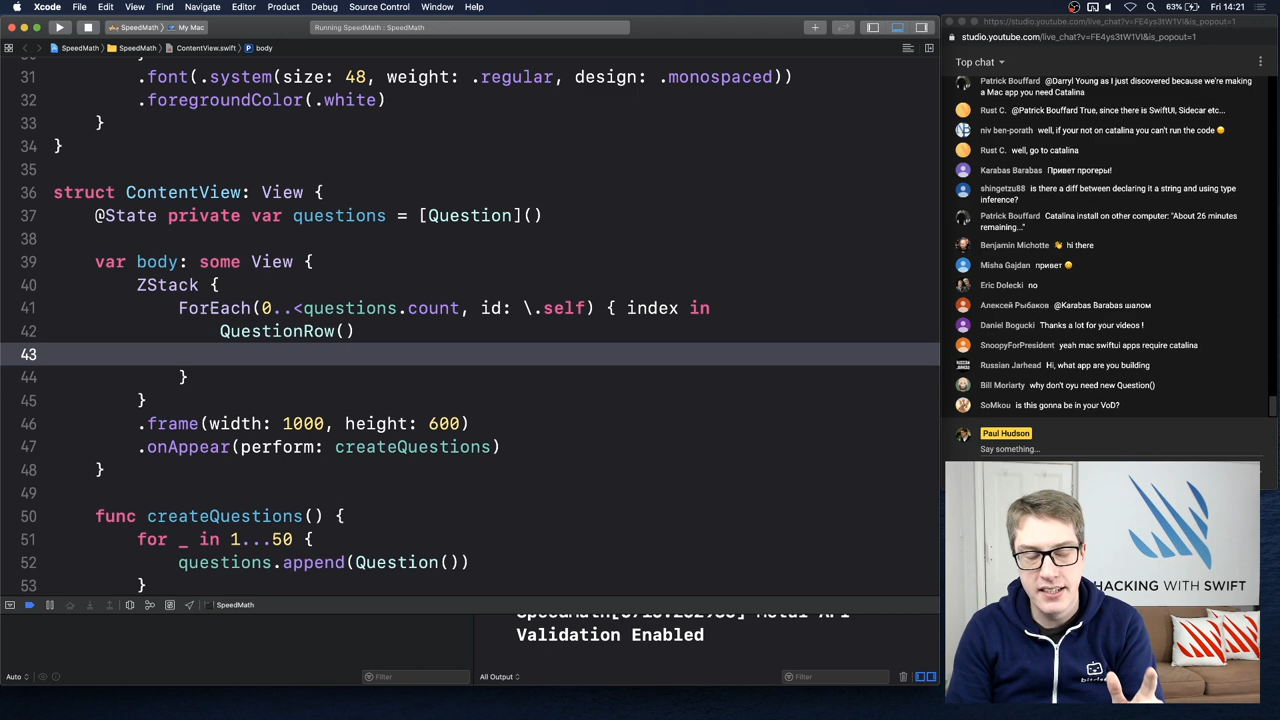 Xcode File Edit View Find Navigate Editor Product Debug Source Control Window Help
63% Fri 14:21
SpeedMath My Mac
Running SpeedMath : SpeedMath
SpeedMath SpeedMath ContentView.swift body
31 .font(.system(size: 48, weight: .regular, design: .monospaced))
32 .foregroundColor(.white)
33 }
34 }
35
36 struct ContentView: View {
37 @State private var questions = [Question]()
38
39 var body: some View {
40 ZStack {
41 ForEach(0..<questions.count, id: \.self) { index in
42 QuestionRow()
43
44 }
45 }
46 .frame(width: 1000, height: 600)
47 .onAppear(perform: createQuestions)
48 }
49
50 func createQuestions() {
51 for _ in 1...50 {
52 questions.append(Question())
53 }
SpeedMath
Validation Enabled
Auto
Filter
All Output
Filter
https://studio.youtube.com/live_chat?v=FE4ys3tW1VI&is_popout=1
studio.youtube.com/live_chat?v=FE4ys3tW1VI&is_popout=1
Top chat
Patrick Bouffard @Darryl Young as I just discovered because we're making
a Mac app you need Catalina
Rust C. @Patrick Bouffard True, since there is SwiftUI, Sidecar etc...
niv ben-porath well, if your not on catalina you can't run the code 😀
Rust C. well, go to catalina
Karabas Barabas Привет прогеры!
shingetzu88 is there a diff between declaring it a string and using type
inference?
Patrick Bouffard Catalina install on other computer: "About 26 minutes
remaining..."
Benjamin Michotte 👋 hi there
Misha Gajdan привет 😀
Eric Dolecki no
Алексей Рыбаков @Karabas Barabas шалом
Daniel Bogucki Thanks a lot for your videos !
SnoopyForPresident yeah mac swiftui apps require catalina
Russian Jarhead Hi, what app are you building
Bill Moriarty why don't oyu need new Question()
SoMkou is this gonna be in your VoD?
Paul Hudson
Say something...
HACKING WITH SWIFT